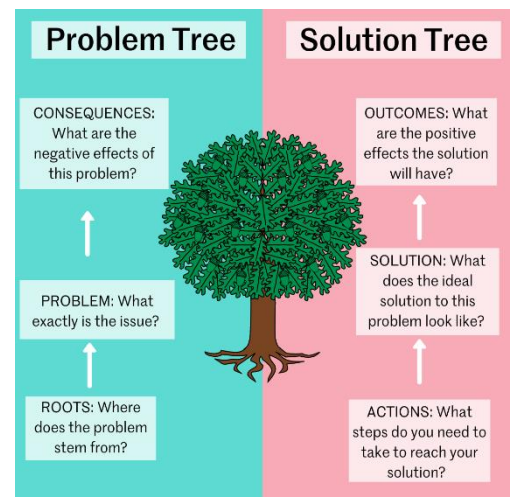 Problem Tree
CONSEQUENCES:
What are the
negative effects of
this problem?
PROBLEM: What
exactly is the issue?
ROOTS: Where
does the problem
stem from?
Solution Tree
OUTCOMES: What
are the positive
effects the solution
will have?
SOLUTION: What
does the ideal
solution to this
problem look like?
ACTIONS: What
steps do you need to
take to reach your
solution?